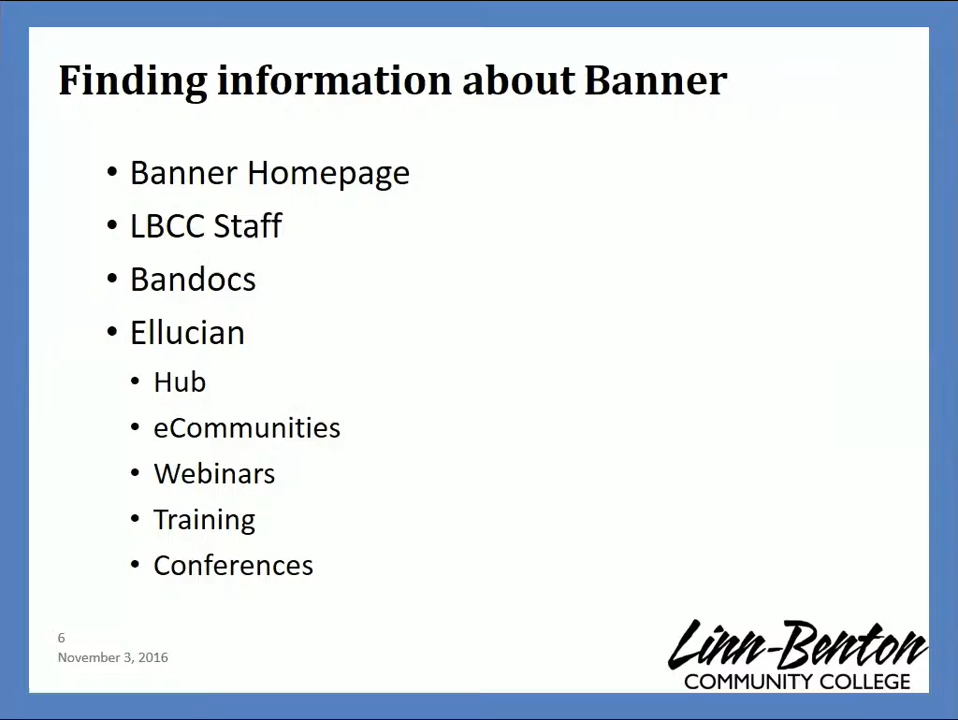 Finding information about Banner
• Banner Homepage
• LBCC Staff
• Bandocs
• Ellucian
• Hub
• eCommunities
• Webinars
• Training
• Conferences
6
November 3, 2016
Linn-Benton
COMMUNITY COLLEGE